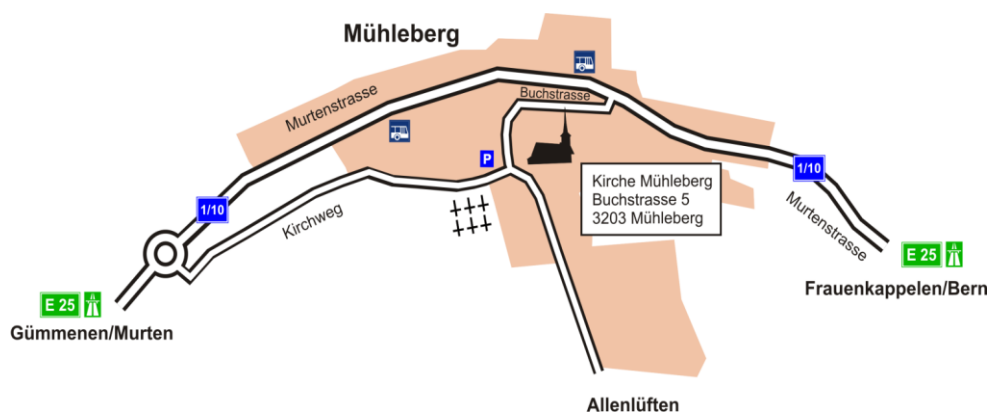 Mühleberg
Murtenstrasse
Buchstrasse
P
1/10
Kirche Mühleberg
Buchstrasse 5
3203 Mühleberg
1/10
Kirchweg
Murtenstrasse
E 25
Frauenkappelen/Bern
E 25
Gümmenen/Murten
Allenlüften